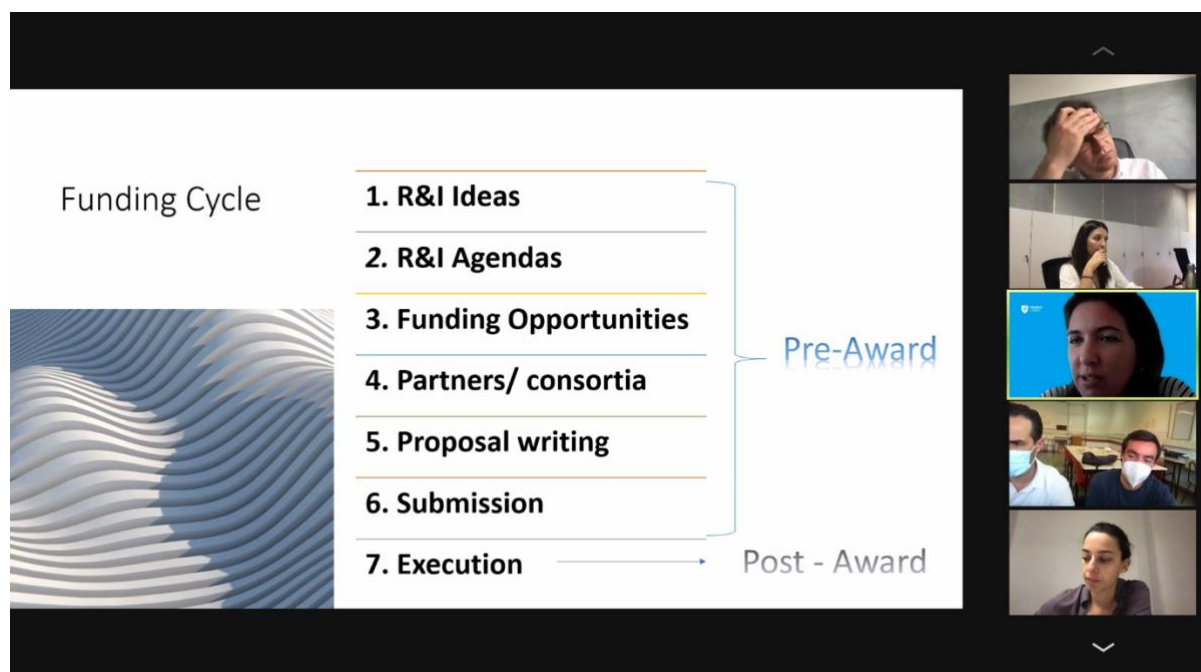 Funding Cycle
1. R&I Ideas
2. R&I Agendas
3. Funding Opportunities
4. Partners/ consortia
5. Proposal writing
6. Submission
7. Execution
Pre-Award
Post - Award